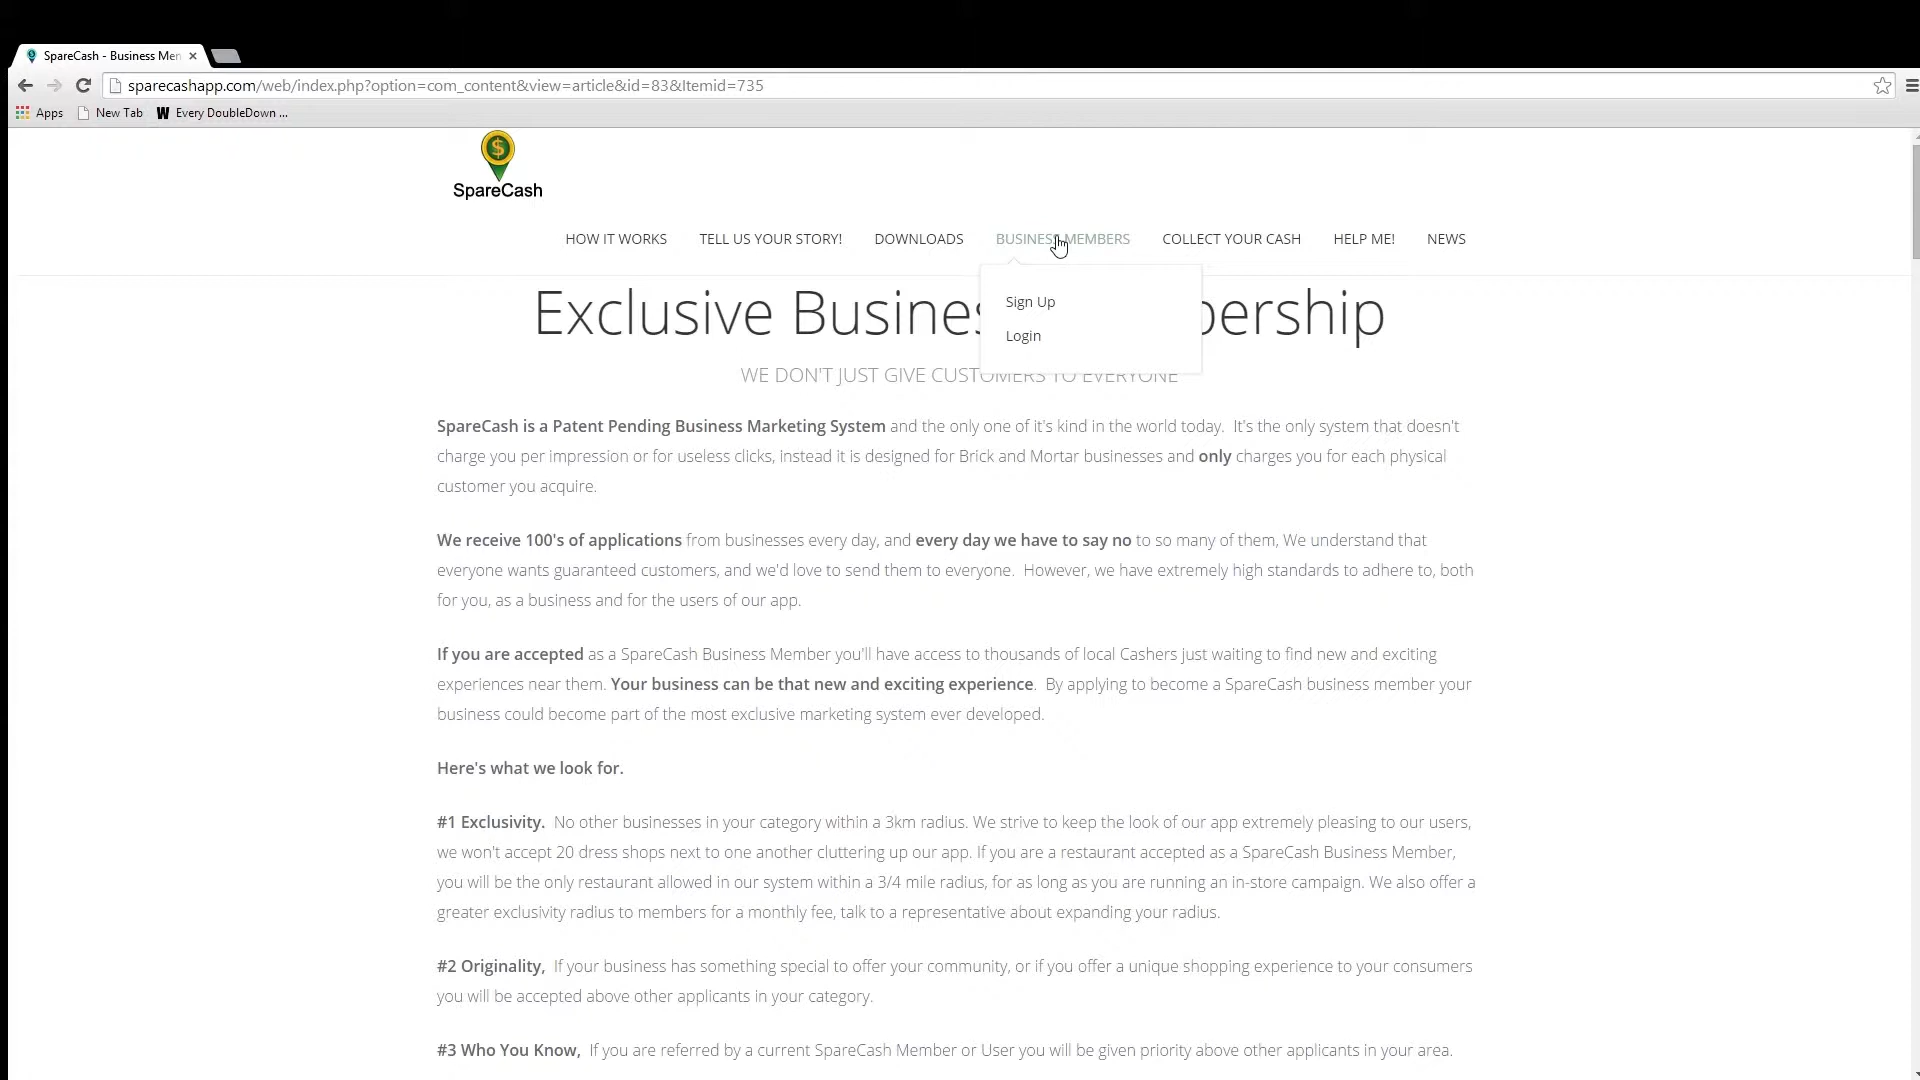 SpareCash - Business Mem
sparecashapp.com/web/index.php?option=com_content&view=article&id=83&Itemid=735
Apps New Tab W Every DoubleDown ...
$
SpareCash
HOW IT WORKS TELL US YOUR STORY! DOWNLOADS BUSINESS MEMBERS COLLECT YOUR CASH HELP ME! NEWS
Sign Up
Login
Exclusive Busines bership
WE DON'T JUST GIVE CUSTOMERS TO EVERYONE
SpareCash is a Patent Pending Business Marketing System and the only one of it's kind in the world today. It's the only system that doesn't
charge you per impression or for useless clicks, instead it is designed for Brick and Mortar businesses and only charges you for each physical
customer you acquire.
We receive 100's of applications from businesses every day, and every day we have to say no to so many of them, We understand that
everyone wants guaranteed customers, and we'd love to send them to everyone. However, we have extremely high standards to adhere to, both
for you, as a business and for the users of our app.
If you are accepted as a SpareCash Business Member you'll have access to thousands of local Cashers just waiting to find new and exciting
experiences near them. Your business can be that new and exciting experience. By applying to become a SpareCash business member your
business could become part of the most exclusive marketing system ever developed.
Here's what we look for.
#1 Exclusivity. No other businesses in your category within a 3km radius. We strive to keep the look of our app extremely pleasing to our users,
we won't accept 20 dress shops next to one another cluttering up our app. If you are a restaurant accepted as a SpareCash Business Member,
you will be the only restaurant allowed in our system within a 3/4 mile radius, for as long as you are running an in-store campaign. We also offer a
greater exclusivity radius to members for a monthly fee, talk to a representative about expanding your radius.
#2 Originality, If your business has something special to offer your community, or if you offer a unique shopping experience to your consumers
you will be accepted above other applicants in your category.
#3 Who You Know, If you are referred by a current SpareCash Member or User you will be given priority above other applicants in your area.